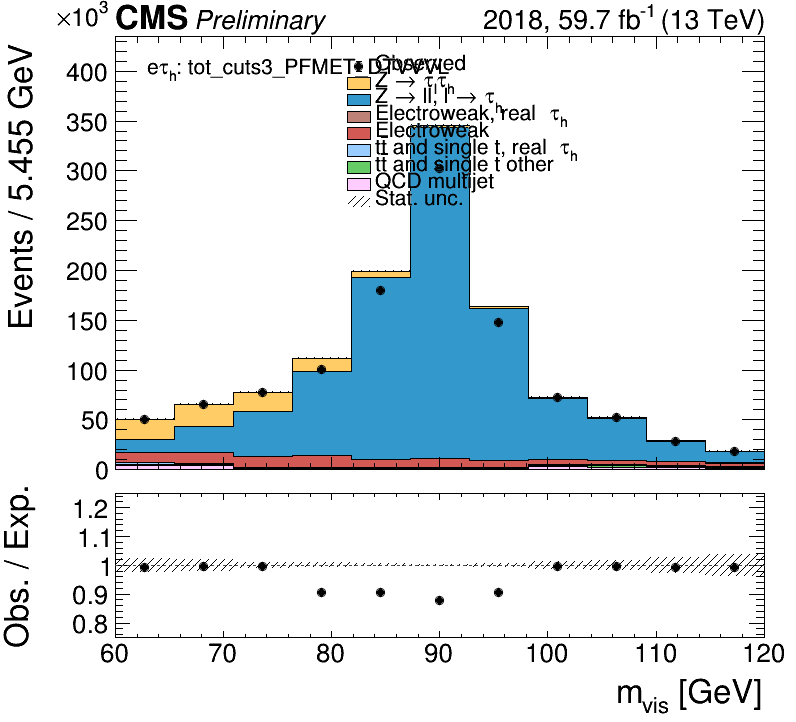 ×10³ CMS Preliminary 2018, 59.7 fb⁻¹ (13 TeV)
Events / 5.455 GeV
400
350
300
250
200
150
100
50
0
eτh: tot_cuts3_PFMET
Observed
Z → τlτh
Z → ll, l → τh
Electroweak, real τh
Electroweak
tt̄ and single t, real τh
tt̄ and single t other
QCD multijet
Stat. unc.
Obs. / Exp.
1.2
1.1
1
0.9
0.8
60 70 80 90 100 110 120
mvis [GeV]